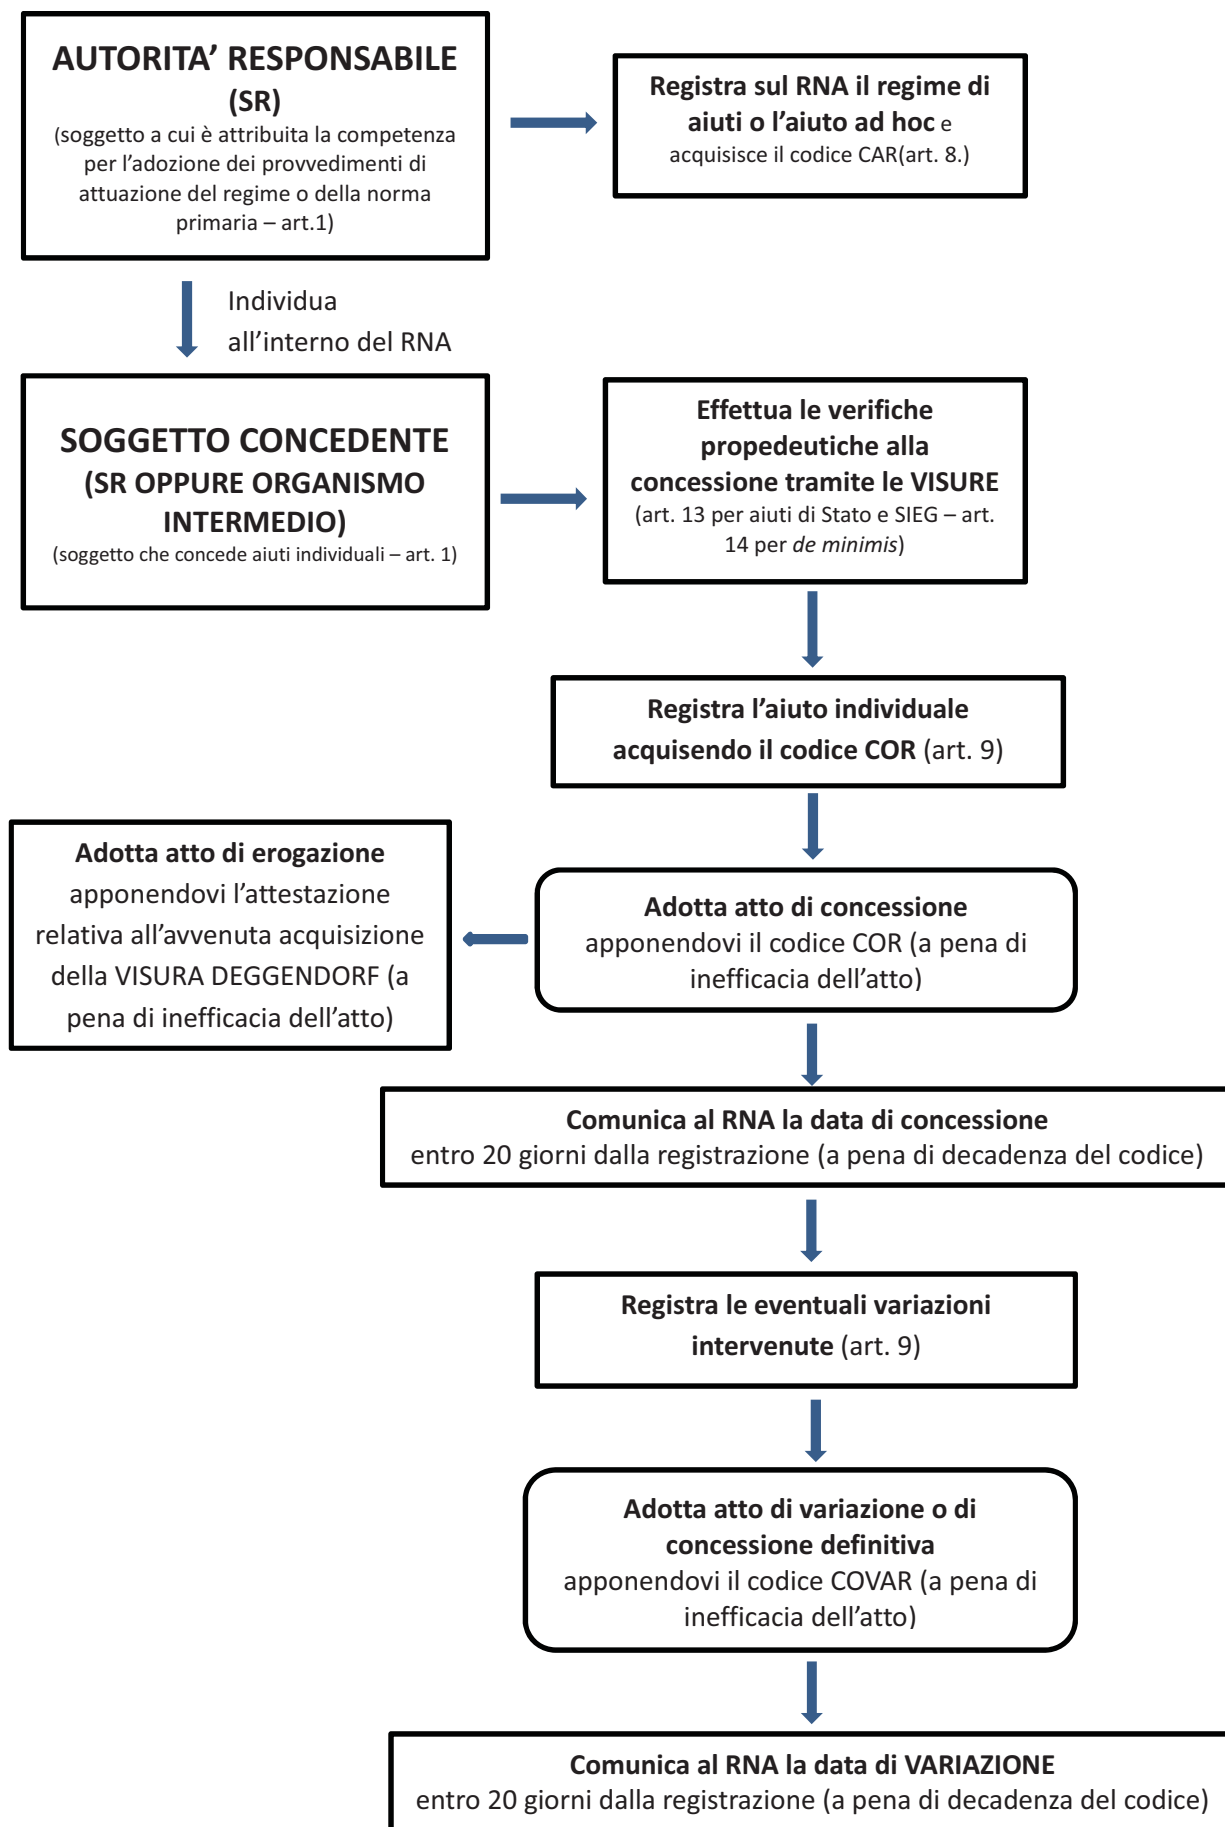 AUTORITA’ RESPONSABILE
(SR)
(soggetto a cui è attribuita la competenza
per l’adozione dei provvedimenti di
attuazione del regime o della norma
primaria – art.1)
Registra sul RNA il regime di
aiuti o l’aiuto ad hoc e
acquisisce il codice CAR(art. 8.)
Individua
all’interno del RNA
SOGGETTO CONCEDENTE
(SR OPPURE ORGANISMO
INTERMEDIO)
(soggetto che concede aiuti individuali – art. 1)
Effettua le verifiche
propedeutiche alla
concessione tramite le VISURE
(art. 13 per aiuti di Stato e SIEG – art.
14 per de minimis)
Registra l’aiuto individuale
acquisendo il codice COR (art. 9)
Adotta atto di concessione
apponendovi il codice COR (a pena di
inefficacia dell’atto)
Adotta atto di erogazione
apponendovi l’attestazione
relativa all’avvenuta acquisizione
della VISURA DEGGENDORF (a
pena di inefficacia dell’atto)
Comunica al RNA la data di concessione
entro 20 giorni dalla registrazione (a pena di decadenza del codice)
Registra le eventuali variazioni
intervenute (art. 9)
Adotta atto di variazione o di
concessione definitiva
apponendovi il codice COVAR (a pena di
inefficacia dell’atto)
Comunica al RNA la data di VARIAZIONE
entro 20 giorni dalla registrazione (a pena di decadenza del codice)